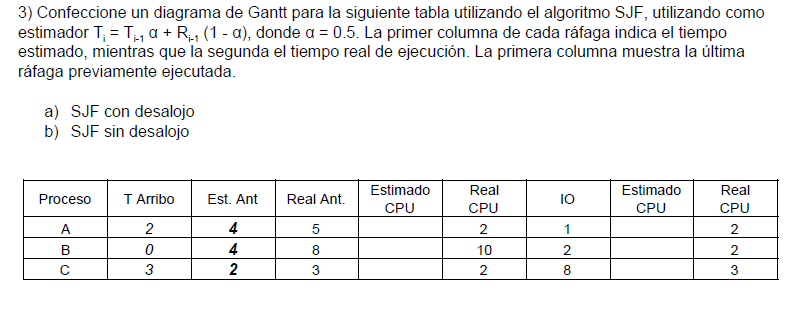 3) Confeccione un diagrama de Gantt para la siguiente tabla utilizando el algoritmo SJF, utilizando como
estimador Ti = Ti-1 α + Ri-1 (1 - α), donde α = 0.5. La primer columna de cada ráfaga indica el tiempo
estimado, mientras que la segunda el tiempo real de ejecución. La primera columna muestra la última
ráfaga previamente ejecutada.
a) SJF con desalojo
b) SJF sin desalojo
Proceso T Arribo Est. Ant Real Ant. Estimado CPU Real CPU IO Estimado CPU Real CPU
A 2 4 5 2 1 2
B 0 4 8 10 2 2
C 3 2 3 2 8 3